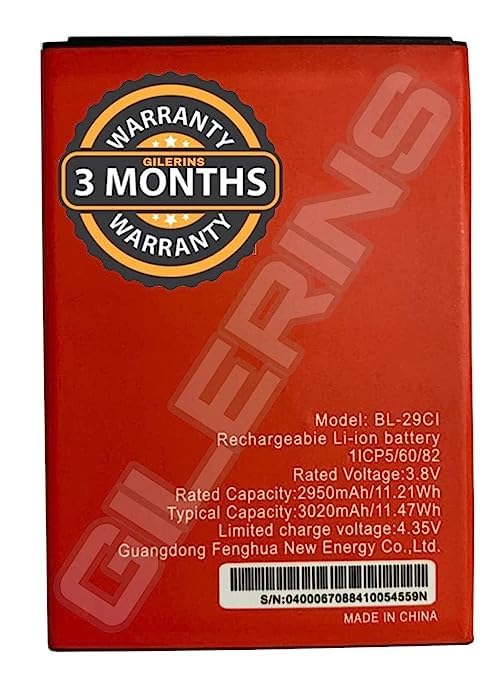 WARRANTY
GILERINS
3 MONTHS
WARRANTY
GILERINS
Model: BL-29CI
Rechargeabie Li-ion battery
1ICP5/60/82
Rated Voltage:3.8V
Rated Capacity:2950mAh/11.21Wh
Typical Capacity:3020mAh/11.47Wh
Limited charge voltage:4.35V
Guangdong Fenghua New Energy Co.,Ltd.
S/N:0400067088410054559N
MADE IN CHINA